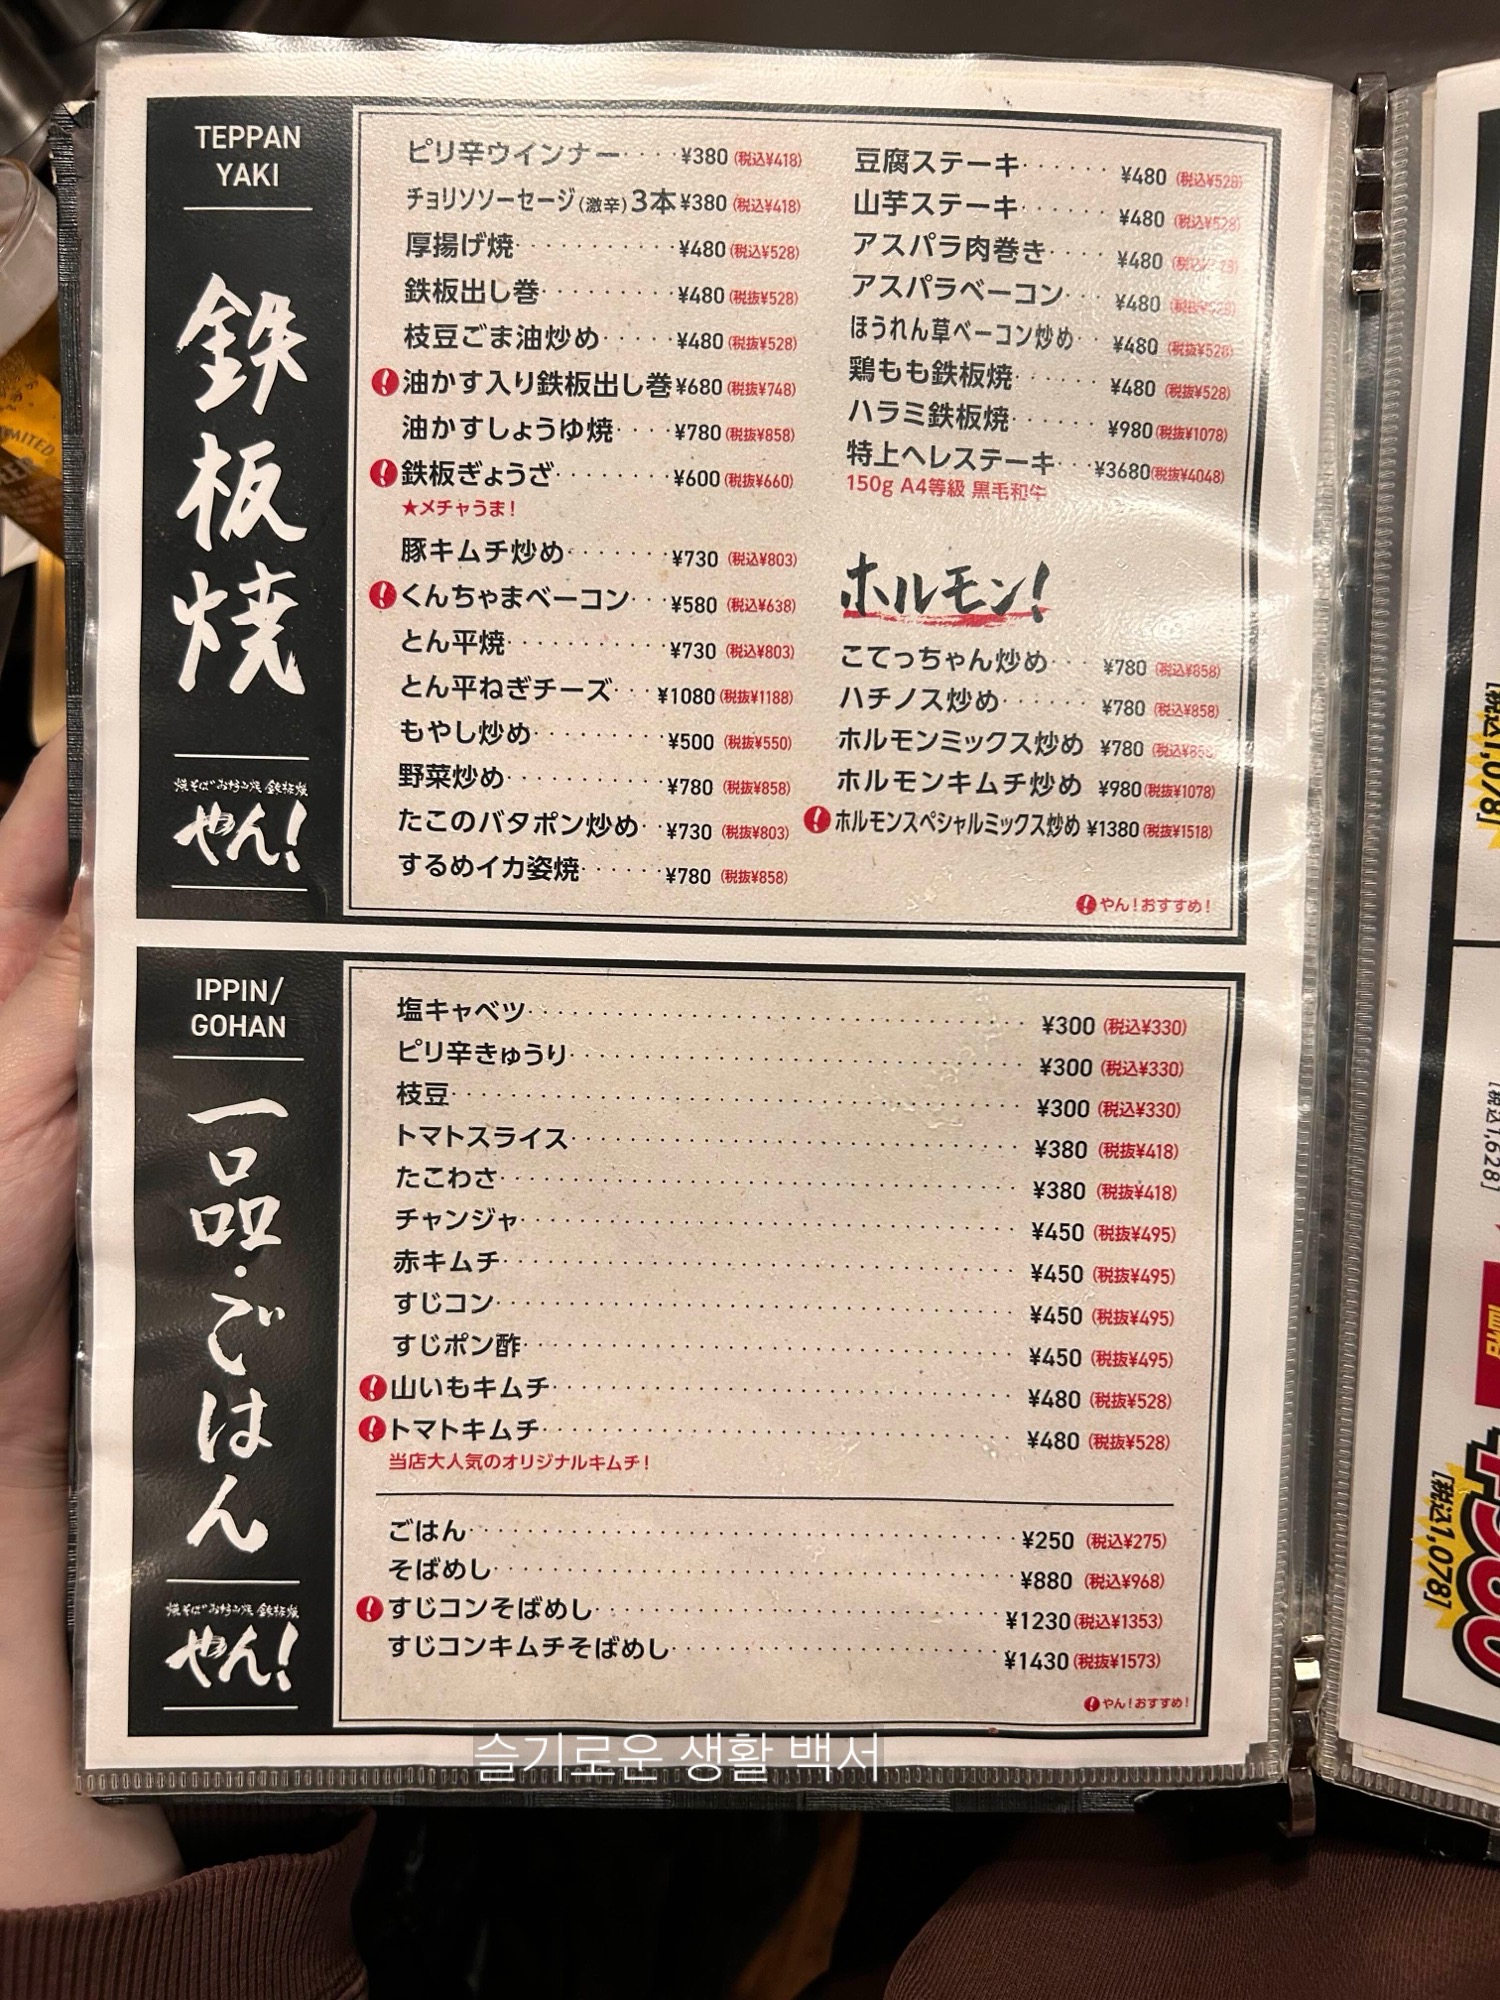 TEPPAN
YAKI
鉄板焼
焼そば お好み焼 鉄板焼
やん!
ピリ辛ウインナー ¥380 (税込¥418)
チョリソソーセージ(激辛)3本 ¥380 (税込¥418)
厚揚げ焼 ¥480 (税込¥528)
鉄板出し巻 ¥480 (税抜¥528)
枝豆ごま油炒め ¥480 (税抜¥528)
油かす入り鉄板出し巻 ¥680 (税抜¥748)
油かすしょうゆ焼 ¥780 (税抜¥858)
鉄板ぎょうざ ¥600 (税抜¥660)
★メチャうま!
豚キムチ炒め ¥730 (税込¥803)
くんちゃまベーコン ¥580 (税込¥638)
とん平焼 ¥730 (税込¥803)
とん平ねぎチーズ ¥1080 (税抜¥1188)
もやし炒め ¥500 (税抜¥550)
野菜炒め ¥780 (税抜¥858)
たこのバタポン炒め ¥730 (税抜¥803)
するめイカ姿焼 ¥780 (税抜¥858)
豆腐ステーキ ¥480 (税込¥528)
山芋ステーキ ¥480 (税込¥528)
アスパラ肉巻き ¥480
アスパラベーコン ¥480
ほうれん草ベーコン炒め ¥480 (税抜¥528)
鶏もも鉄板焼 ¥480 (税抜¥528)
ハラミ鉄板焼 ¥980 (税抜¥1078)
特上ヘレステーキ ¥3680 (税抜¥4048)
150g A4等級 黒毛和牛
ホルモン!
こてっちゃん炒め ¥780 (税込¥858)
ハチノス炒め ¥780 (税込¥858)
ホルモンミックス炒め ¥780 (税込¥858)
ホルモンキムチ炒め ¥980 (税抜¥1078)
ホルモンスペシャルミックス炒め ¥1380 (税抜¥1518)
やん!おすすめ!
IPPIN/
GOHAN
一品・ごはん
焼そば お好み焼 鉄板焼
やん!
塩キャベツ ¥300 (税込¥330)
ピリ辛きゅうり ¥300 (税込¥330)
枝豆 ¥300 (税込¥330)
トマトスライス ¥380 (税抜¥418)
たこわさ ¥380 (税抜¥418)
チャンジャ ¥450 (税抜¥495)
赤キムチ ¥450 (税抜¥495)
すじコン ¥450 (税抜¥495)
すじポン酢 ¥450 (税抜¥495)
山いもキムチ ¥480 (税抜¥528)
トマトキムチ ¥480 (税抜¥528)
当店大人気のオリジナルキムチ!
ごはん ¥250 (税込¥275)
そばめし ¥880 (税込¥968)
すじコンそばめし ¥1230 (税込¥1353)
すじコンキムチそばめし ¥1430 (税抜¥1573)
やん!おすすめ!
슬기로운 생활 백서
[税込1,078]
[税込1,628]
[税込1,078]